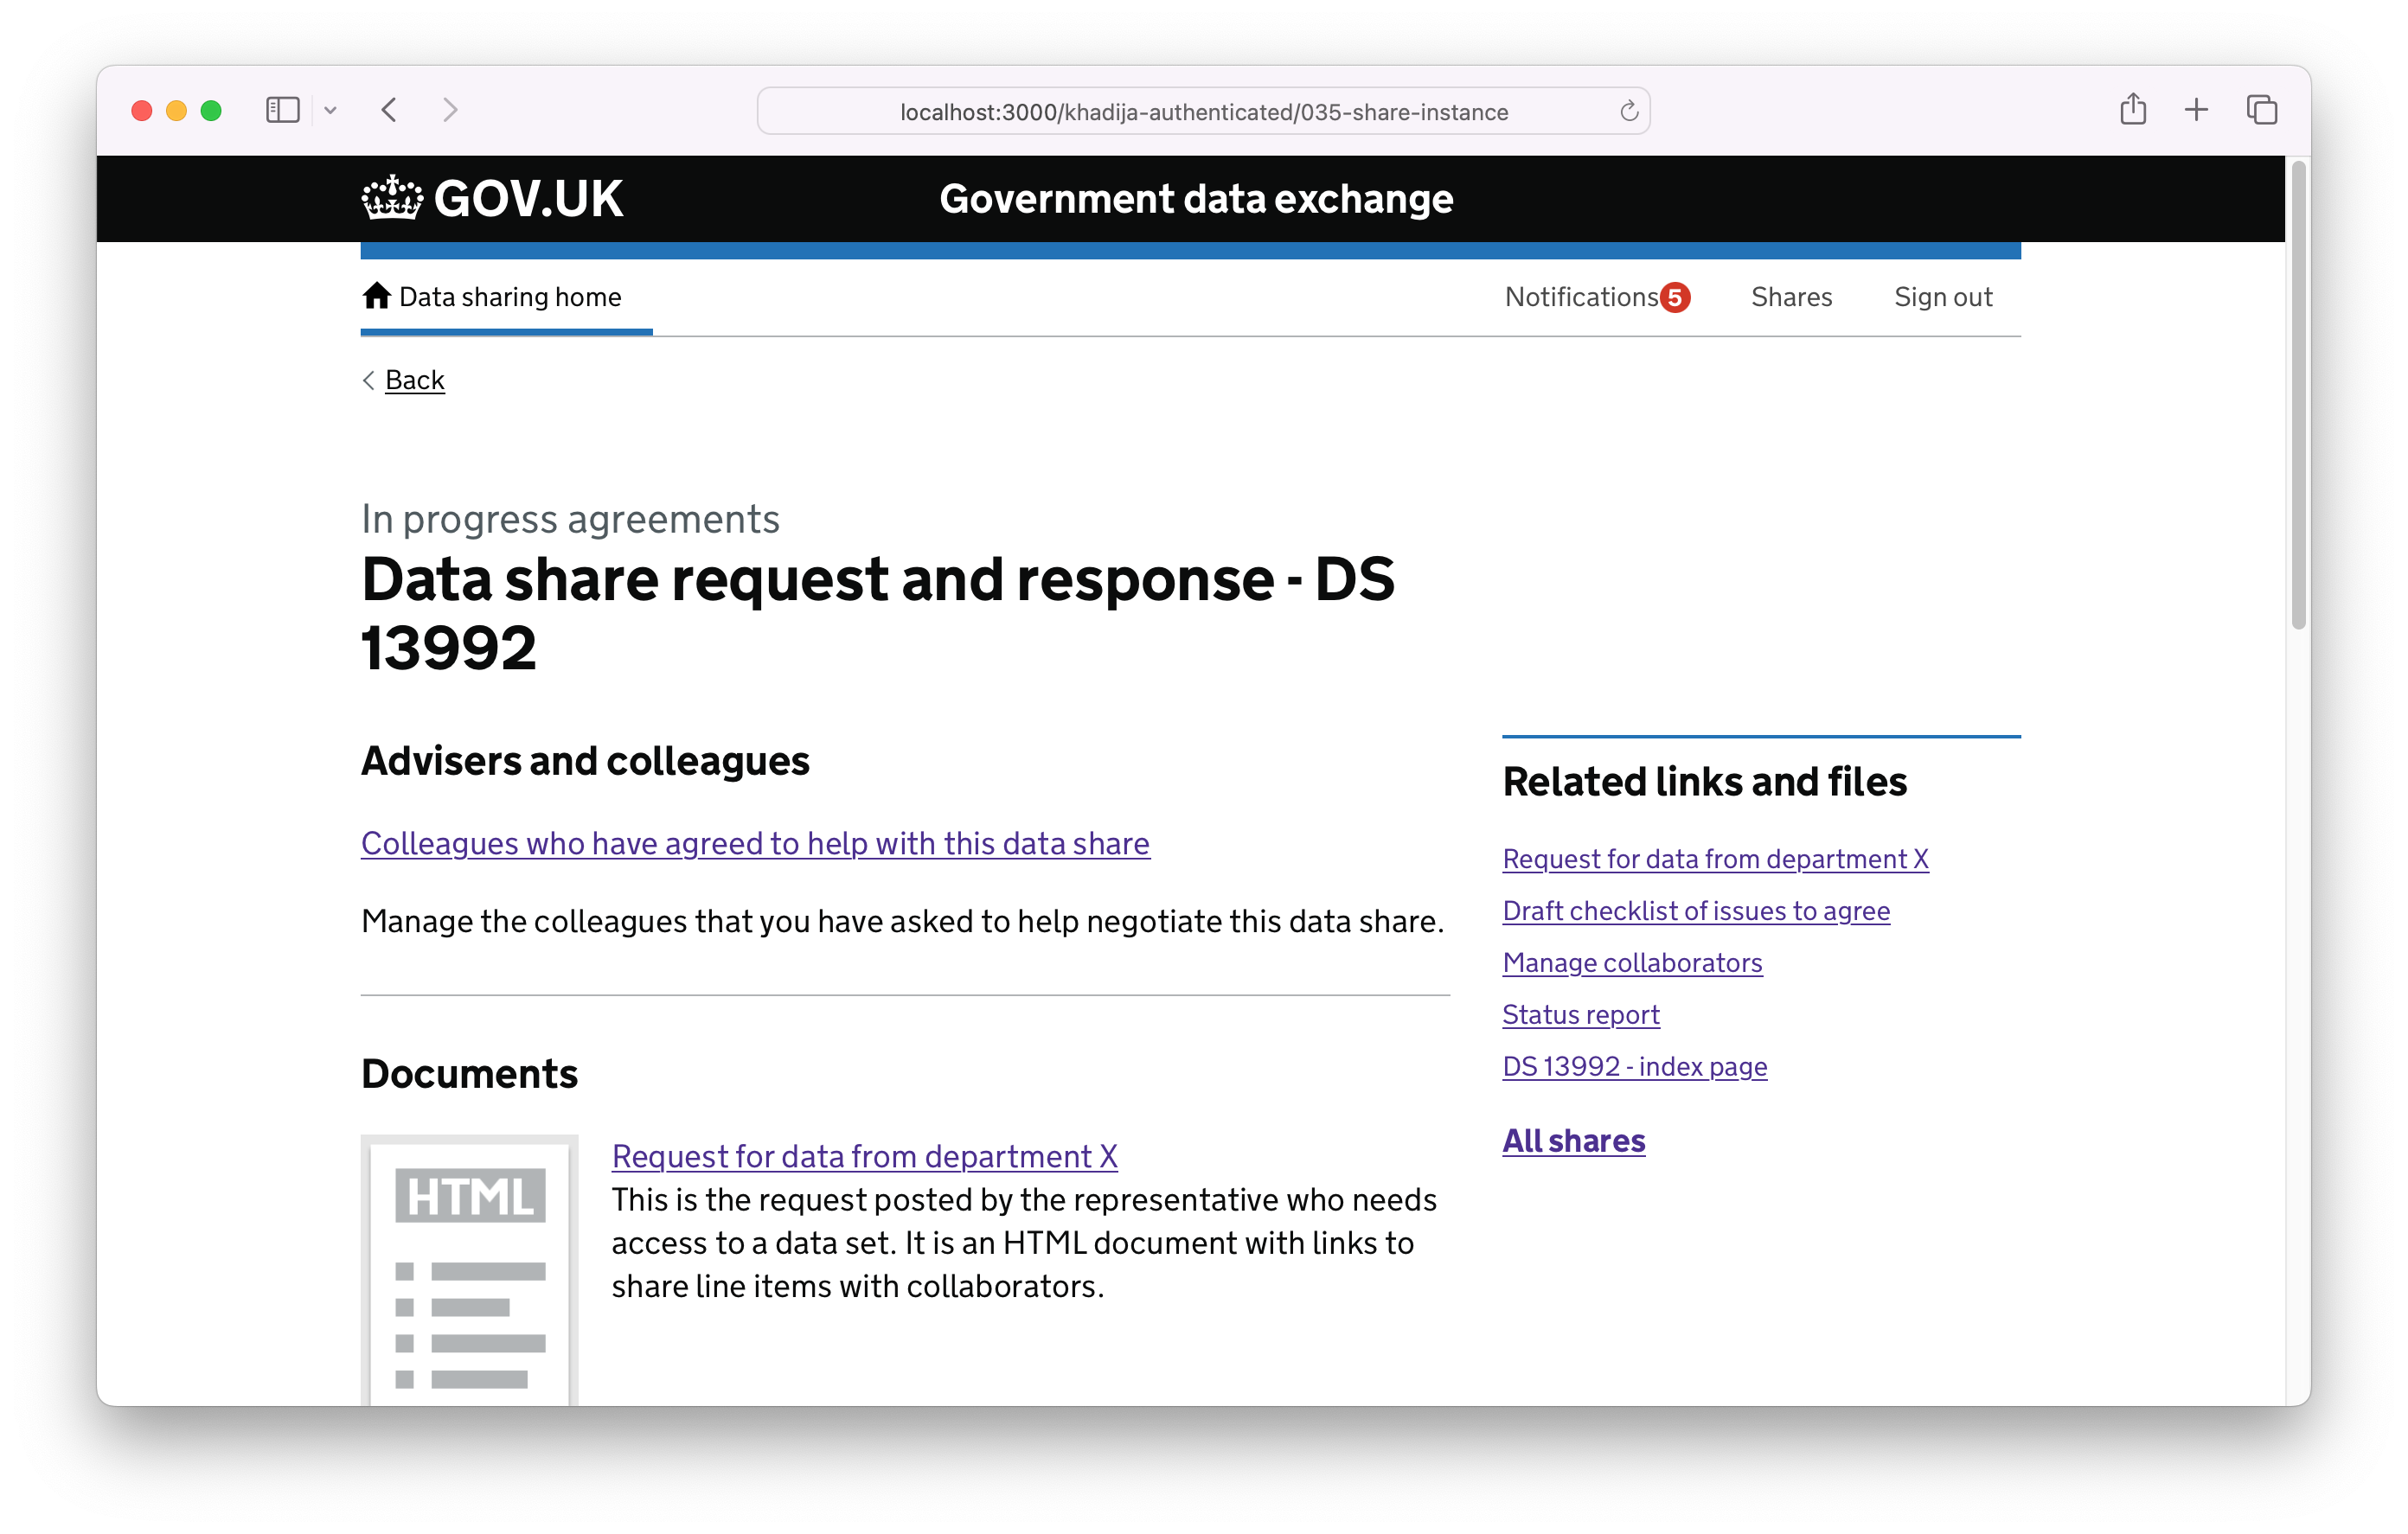 localhost:3000/khadija-authenticated/035-share-instance
GOV.UK
Government data exchange
Data sharing home
Notifications 5
Shares
Sign out
Back
In progress agreements
Data share request and response - DS
13992
Advisers and colleagues
Colleagues who have agreed to help with this data share
Manage the colleagues that you have asked to help negotiate this data share.
Documents
HTML
Request for data from department X
This is the request posted by the representative who needs
access to a data set. It is an HTML document with links to
share line items with collaborators.
Related links and files
Request for data from department X
Draft checklist of issues to agree
Manage collaborators
Status report
DS 13992 - index page
All shares